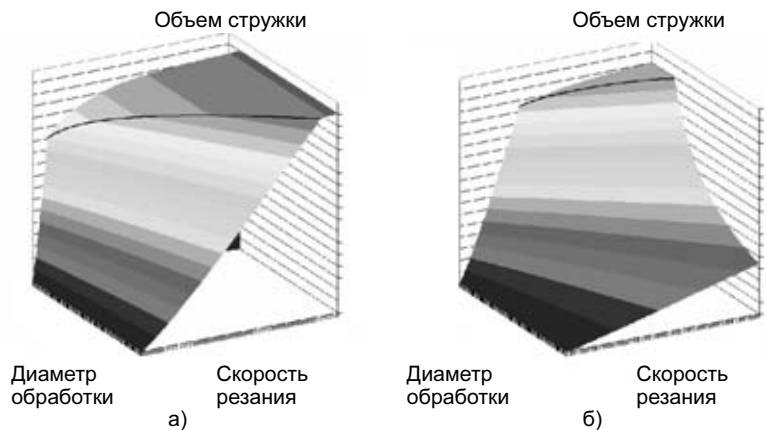 Объем стружки
Диаметр
обработки
Скорость
резания
а)
Объем стружки
Диаметр
обработки
Скорость
резания
б)